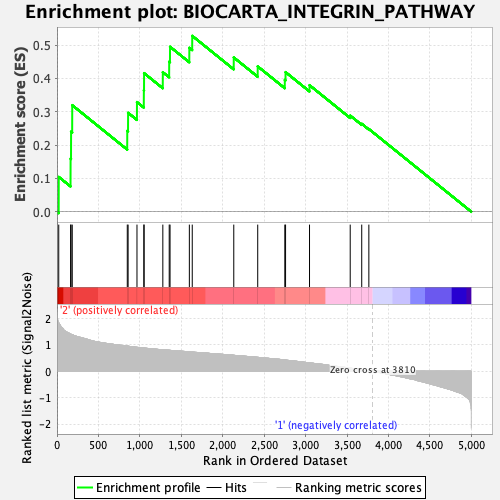 Enrichment plot: BIOCARTA_INTEGRIN_PATHWAY
Enrichment score (ES)
0.5
0.4
0.3
0.2
0.1
0.0
'2' (positively correlated)
Ranked list metric (Signal2Noise)
2
1
0
-1
-2
Zero cross at 3810
'1' (negatively correlated)
0 500 1,000 1,500 2,000 2,500 3,000 3,500 4,000 4,500 5,000
Rank in Ordered Dataset
Enrichment profile Hits Ranking metric scores